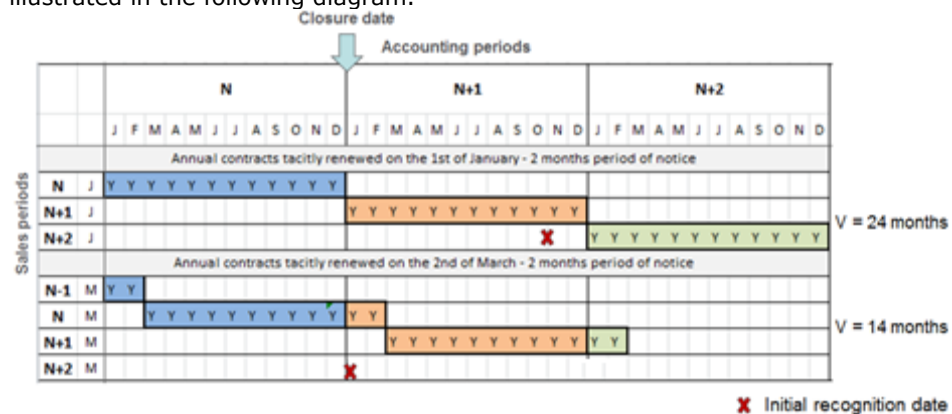 illustrated in the following diagram:
Closure date
Accounting periods
N N+1 N+2
J F M A M J J A S O N D J F M A M J J A S O N D J F M A M J J A S O N D
Annual contracts tacitly renewed on the 1st of January - 2 months period of notice
Sales periods
N J Y Y Y Y Y Y Y Y Y Y Y Y
N+1 J Y Y Y Y Y Y Y Y Y Y Y Y
V = 24 months
N+2 J X Y Y Y Y Y Y Y Y Y Y Y Y
Annual contracts tacitly renewed on the 2nd of March - 2 months period of notice
N-1 M Y Y
N M Y Y Y Y Y Y Y Y Y Y Y Y
V = 14 months
N+1 M Y Y Y Y Y Y Y Y Y Y Y Y
N+2 M X
X Initial recognition date